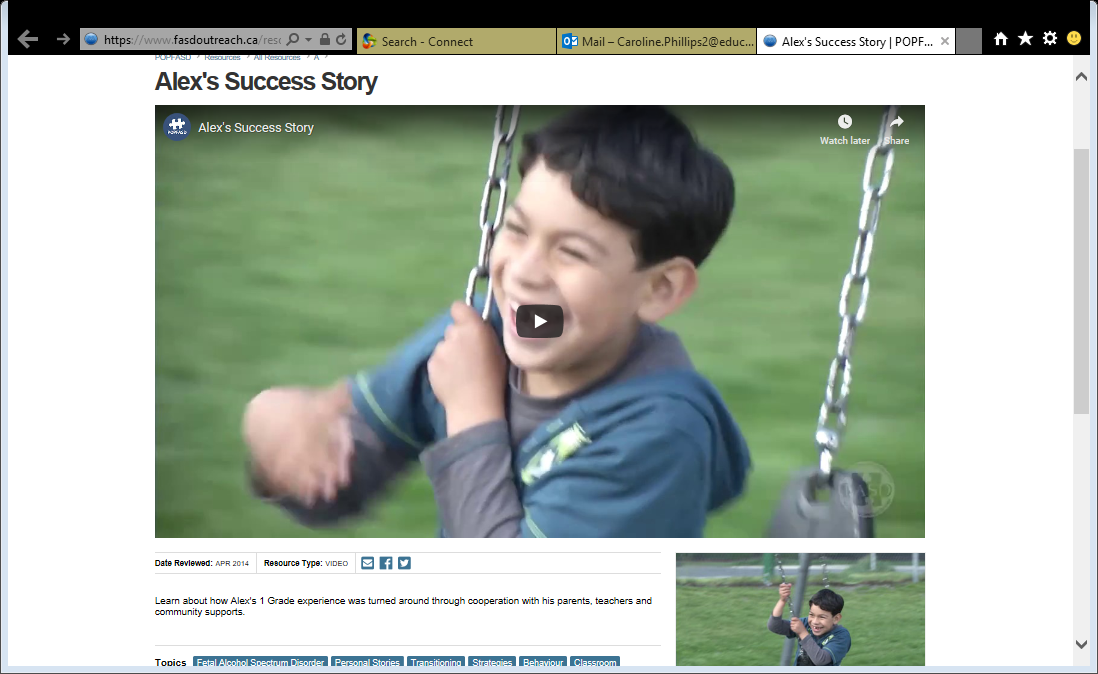 https://www.fasdoutreach.ca/reso
Search - Connect
Mail – Caroline.Phillips2@educ...
Alex's Success Story | POPF...
POPFASD Resources All Resources A
Alex's Success Story
POPFASD
Alex's Success Story
Watch later
Share
Date Reviewed: APR 2014
Resource Type: VIDEO
Learn about how Alex's 1 Grade experience was turned around through cooperation with his parents, teachers and
community supports.
Topics Fetal Alcohol Spectrum Disorder Personal Stories Transitioning Strategies Behaviour Classroom